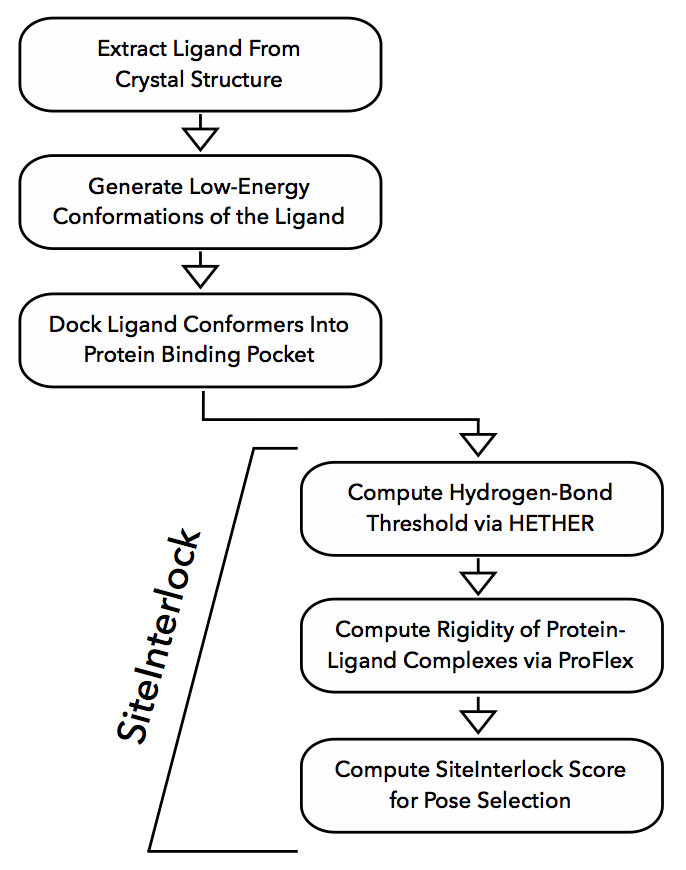 Extract Ligand From
Crystal Structure
Generate Low-Energy
Conformations of the Ligand
Dock Ligand Conformers Into
Protein Binding Pocket
SiteInterlock
Compute Hydrogen-Bond
Threshold via HETHER
Compute Rigidity of Protein-
Ligand Complexes via ProFlex
Compute SiteInterlock Score
for Pose Selection